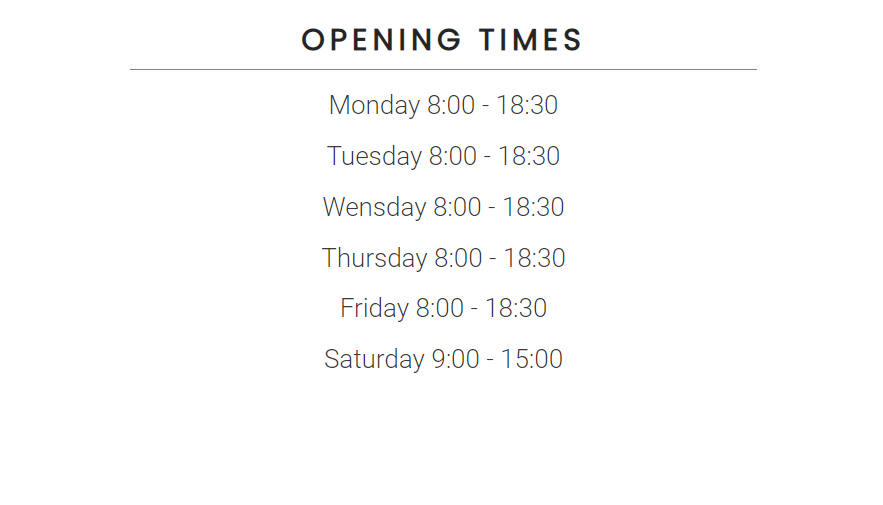 OPENING TIMES
Monday 8:00 - 18:30
Tuesday 8:00 - 18:30
Wensday 8:00 - 18:30
Thursday 8:00 - 18:30
Friday 8:00 - 18:30
Saturday 9:00 - 15:00